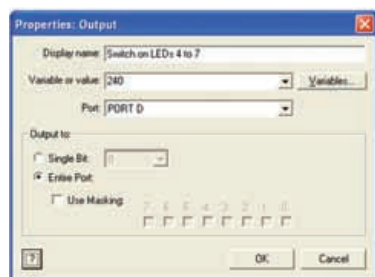 Properties: Output
Display name: Switch on LEDs 4 to 7
Variable or value: 240 Variables...
Port: PORT D
Output to:
Single Bit: 0
Entire Port
Use Masking:
7 6 5 4 3 2 1 0
? OK Cancel